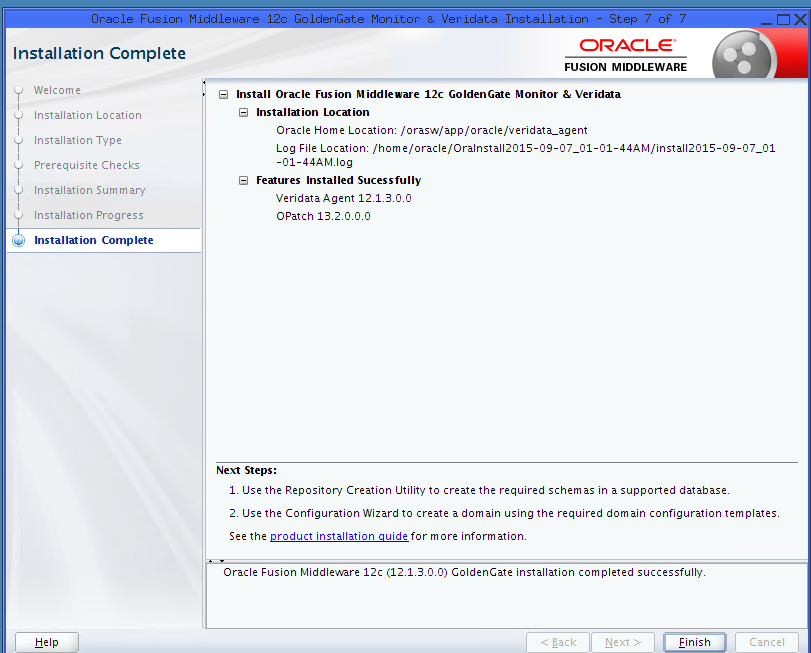 Oracle Fusion Middleware 12c GoldenGate Monitor & Veridata Installation - Step 7 of 7
Installation Complete
ORACLE
FUSION MIDDLEWARE
Welcome
Installation Location
Installation Type
Prerequisite Checks
Installation Summary
Installation Progress
Installation Complete
Install Oracle Fusion Middleware 12c GoldenGate Monitor & Veridata
Installation Location
Oracle Home Location: /orasw/app/oracle/veridata_agent
Log File Location: /home/oracle/OraInstall2015-09-07_01-01-44AM/install2015-09-07_01
-01-44AM.log
Features Installed Sucessfully
Veridata Agent 12.1.3.0.0
OPatch 13.2.0.0.0
Next Steps:
1. Use the Repository Creation Utility to create the required schemas in a supported database.
2. Use the Configuration Wizard to create a domain using the required domain configuration templates.
See the product installation guide for more information.
Oracle Fusion Middleware 12c (12.1.3.0.0) GoldenGate installation completed successfully.
Help
< Back
Next >
Finish
Cancel